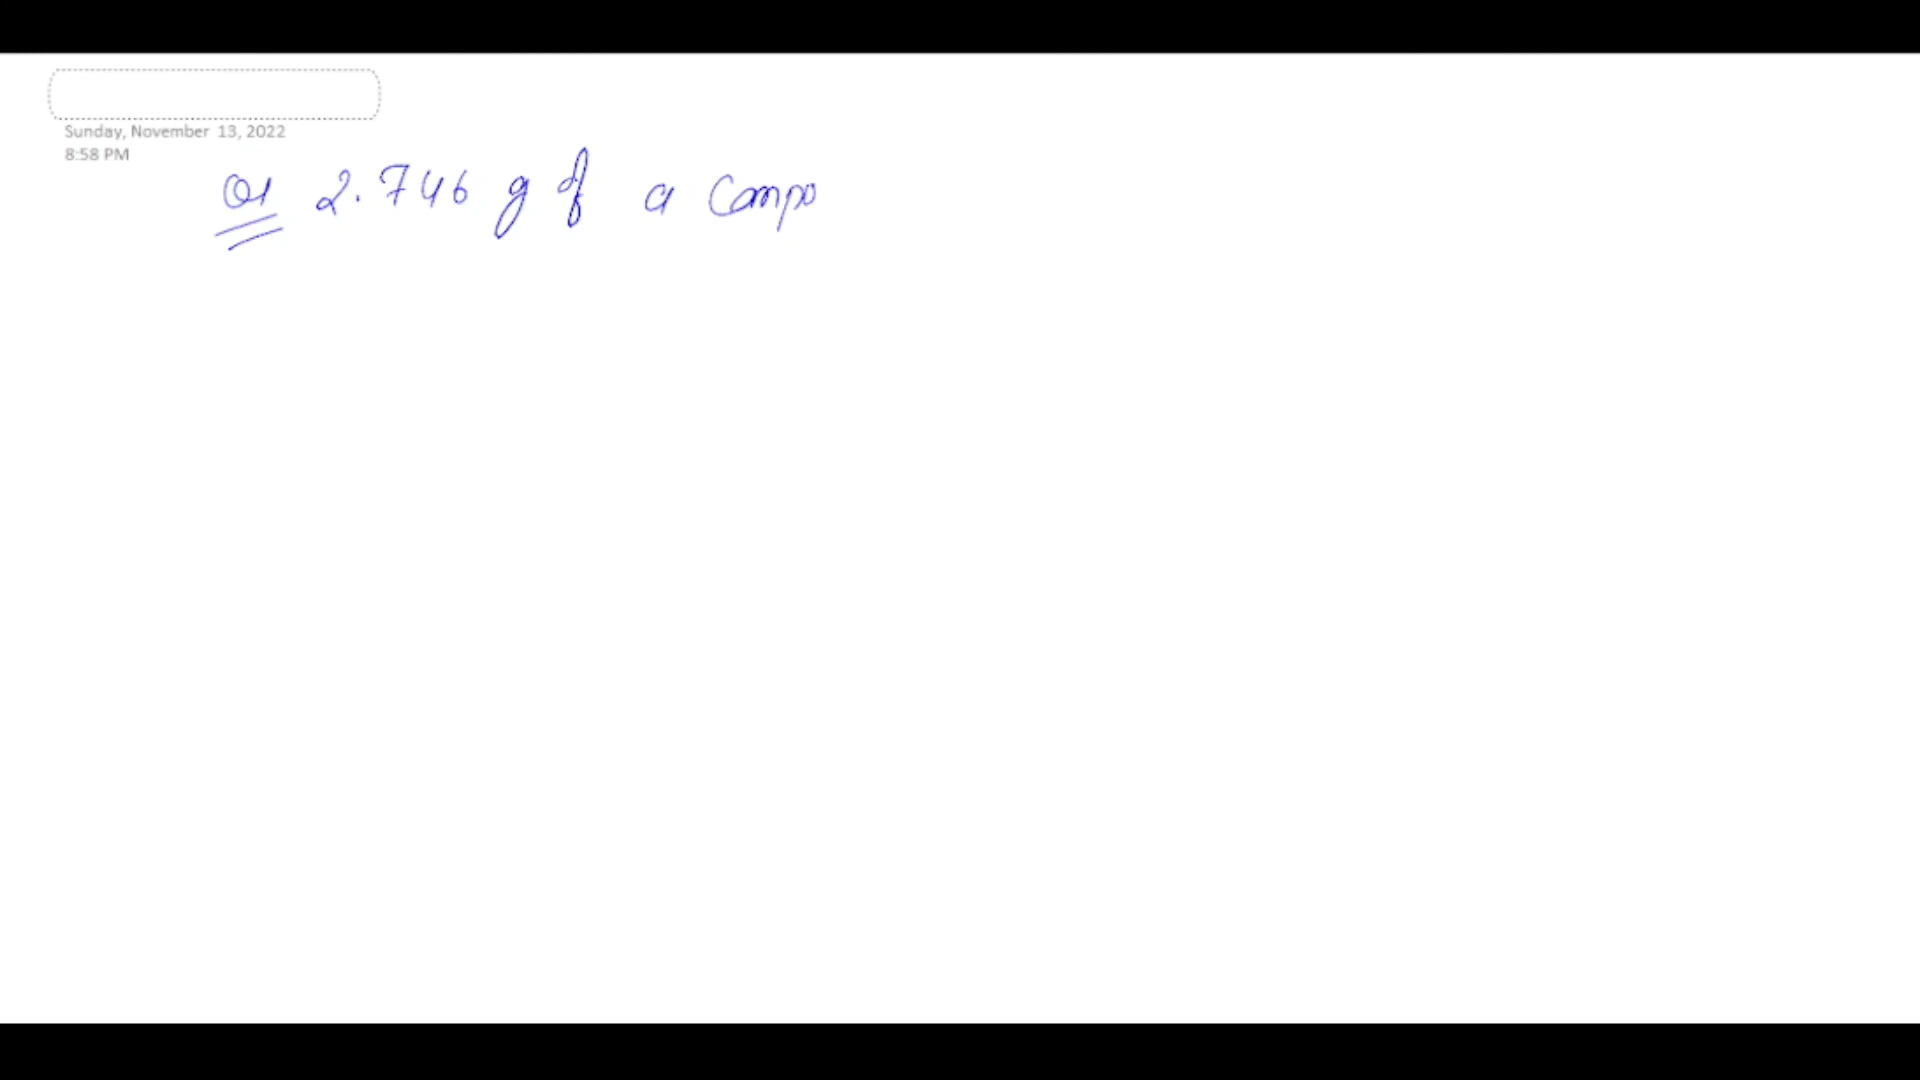 Sunday, November 13, 2022
8:58 PM
Q1 2.746 g of a Compo